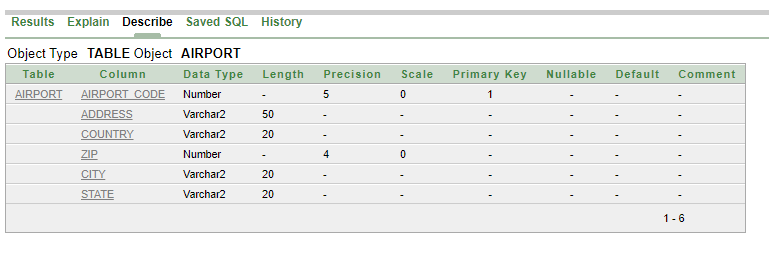 Results Explain Describe Saved SQL History
Object Type TABLE Object AIRPORT
Table Column Data Type Length Precision Scale Primary Key Nullable Default Comment
AIRPORT AIRPORT_CODE Number - 5 0 1 - - -
ADDRESS Varchar2 50 - - - - - -
COUNTRY Varchar2 20 - - - - - -
ZIP Number - 4 0 - - - -
CITY Varchar2 20 - - - - - -
STATE Varchar2 20 - - - - - -
1 - 6